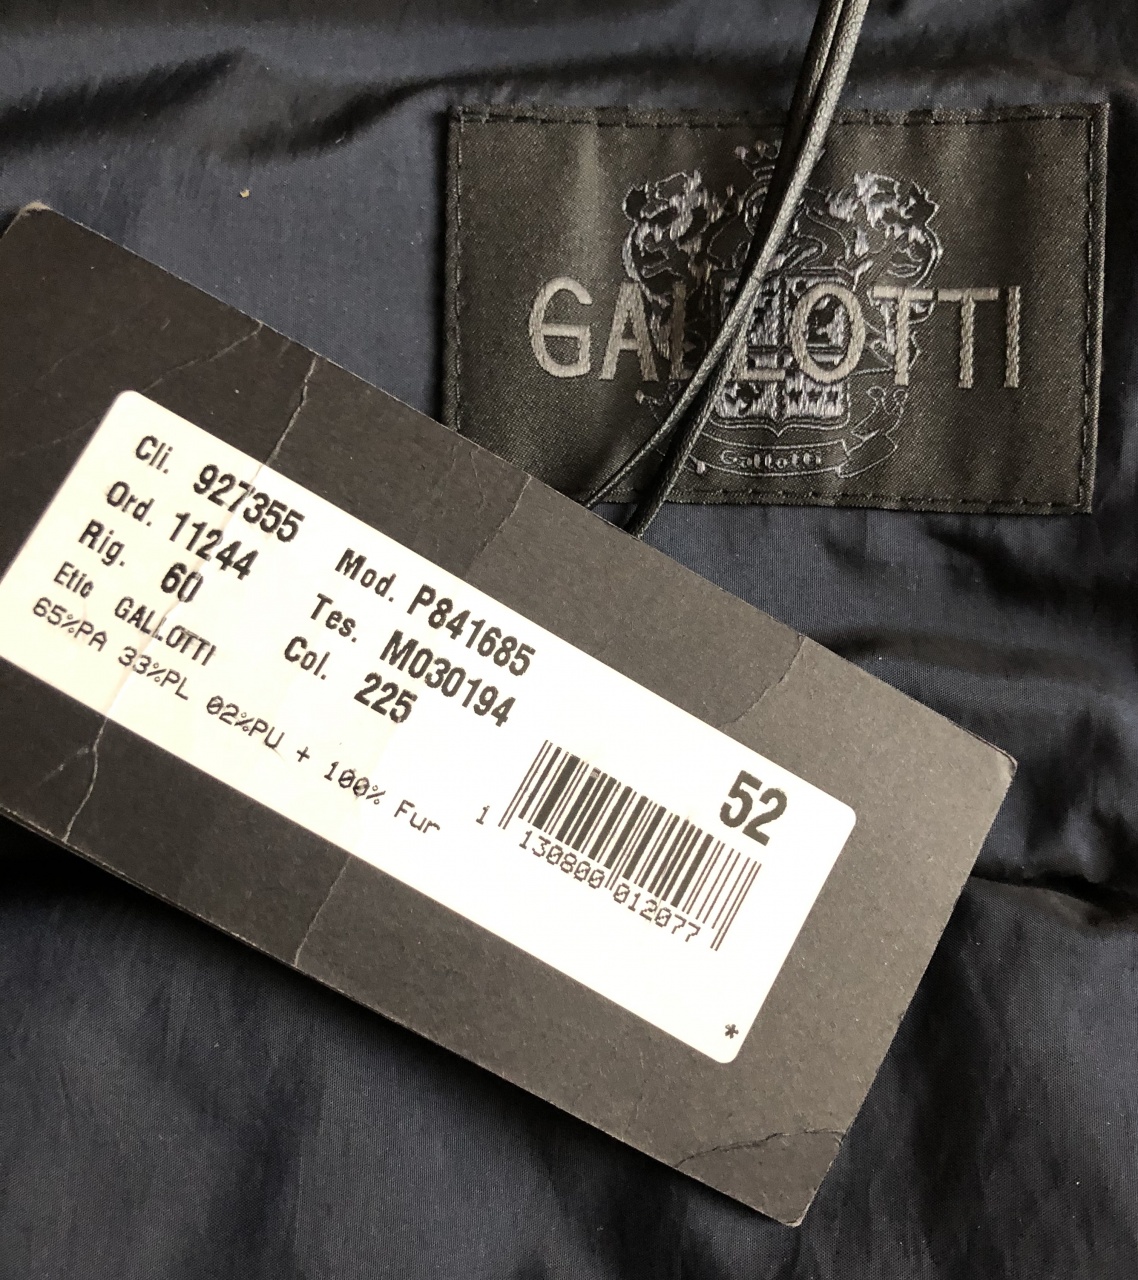 GALLOTTI
Gallotti
Cli. 927355
Ord. 11244
Rig. 60
Etic GALLOTTI
65%PA 33%PL 02%PU + 100% Fur
Mod. P841685
Tes. M030194
Col. 225
52
1 130800 012077
*